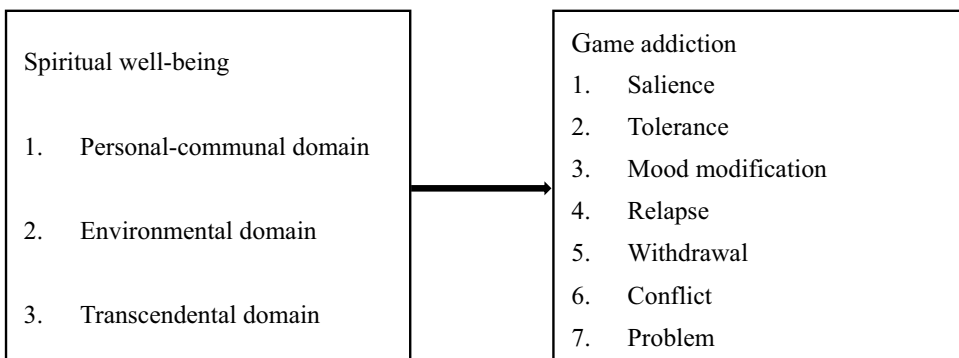 Spiritual well-being
1. Personal-communal domain
2. Environmental domain
3. Transcendental domain
Game addiction
1. Salience
2. Tolerance
3. Mood modification
4. Relapse
5. Withdrawal
6. Conflict
7. Problem